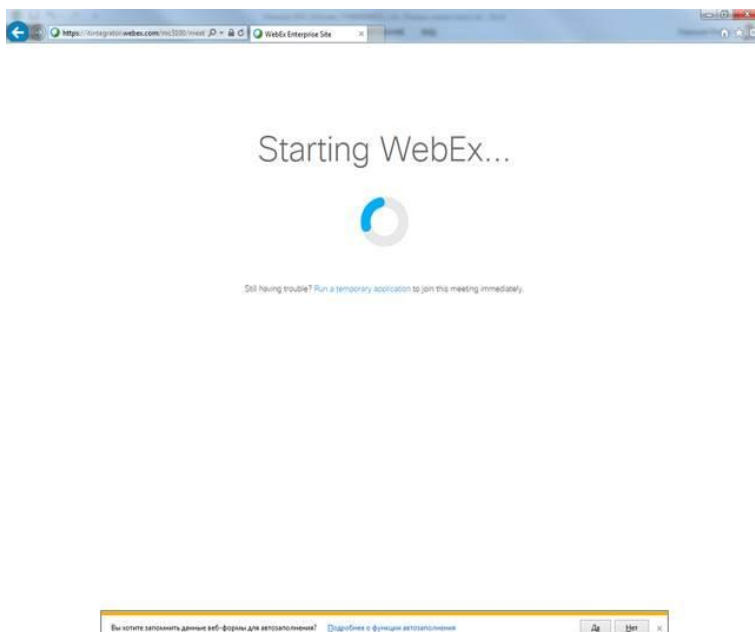 WebEx Enterprise Site
Starting WebEx...
Still having trouble? Run a temporary application to join this meeting immediately.
Вы хотите запомнить данные веб-формы для автозаполнения? Подробнее о функции автозаполнения Да Нет